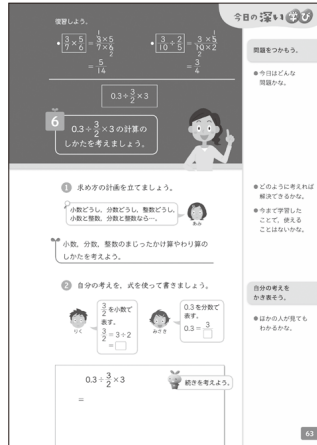 今日の深い学び
復習しよう。
• 3/7 × 5/6 = 3×5/7×6
1
2
= 5/14
• 3/10 ÷ 2/5 = 3×5/10×2
1
2
= 3/4
0.3÷3/2×3
6
0.3÷3/2×3の計算の
しかたを考えましょう。
1 求め方の計画を立てましょう。
小数どうし、分数どうし、整数どうし、
小数と整数、分数と整数なら…。
あみ
小数、分数、整数のまじったかけ算やわり算の
しかたを考えよう。
2 自分の考えを、式を使って書きましょう。
りく
3/2を小数で
表す。
3/2=3÷2
=□
みさき
0.3を分数で
表す。
0.3=3/□
0.3÷3/2×3
=
続きを考えよう。
問題をつかもう。
●今日はどんな
問題かな。
●どのように考えれば
解決できるかな。
●今まで学習した
ことで、使える
ことはないかな。
自分の考えを
かき表そう。
●ほかの人が見ても
わかるかな。
63